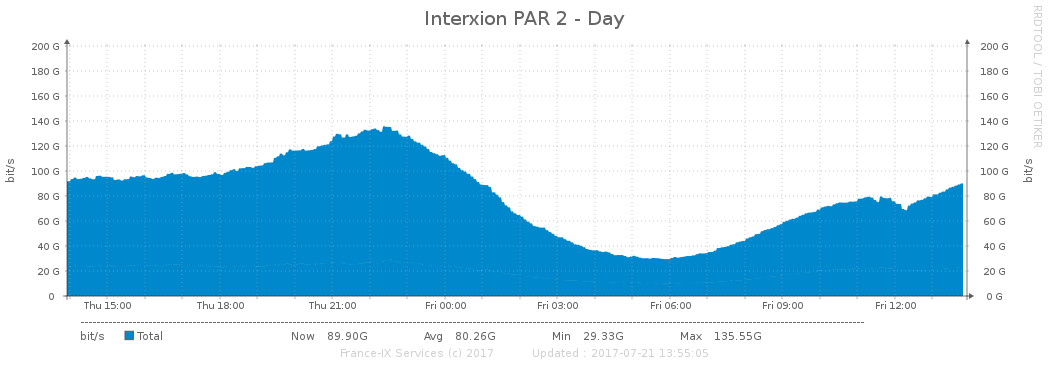 Interxion PAR 2 - Day
RRDTOOL / TOBI OETIKER
bit/s
200 G 200 G
180 G 180 G
160 G 160 G
140 G 140 G
120 G 120 G
100 G 100 G
80 G 80 G
60 G 60 G
40 G 40 G
20 G 20 G
0 0 G
bit/s
Thu 15:00 Thu 18:00 Thu 21:00 Fri 00:00 Fri 03:00 Fri 06:00 Fri 09:00 Fri 12:00
bit/s Total Now 89.90G Avg 80.26G Min 29.33G Max 135.55G
France-IX Services (c) 2017 Updated : 2017-07-21 13:55:05